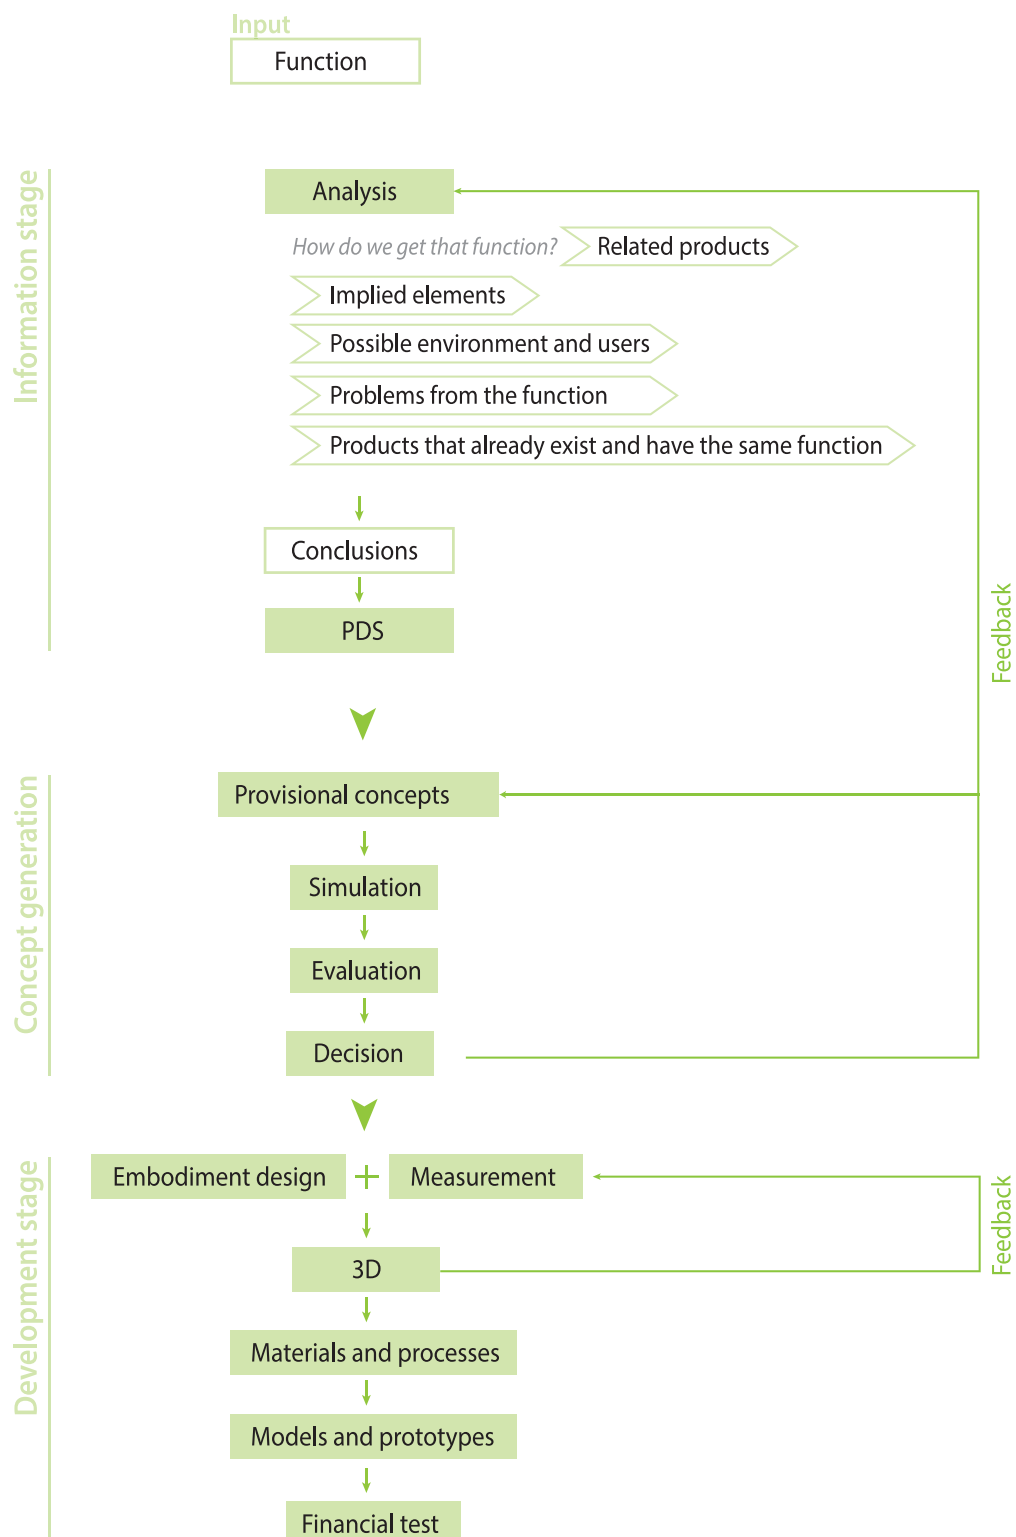 Input
Function
Information stage
Analysis
How do we get that function?
Related products
Implied elements
Possible environment and users
Problems from the function
Products that already exist and have the same function
Conclusions
PDS
Feedback
Concept generation
Provisional concepts
Simulation
Evaluation
Decision
Development stage
Embodiment design
+
Measurement
Feedback
3D
Materials and processes
Models and prototypes
Financial test